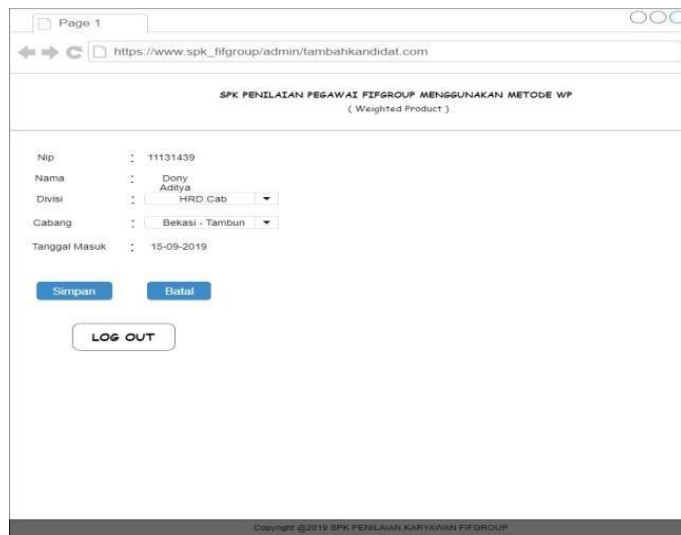 Page 1
https://www.spk_fifgroup/admin/tambahkandidat.com
SPK PENILAIAN PEGAWAI FIFGROUP MENGGUNAKAN METODE WP
( Weighted Product )
Nip : 11131439
Nama : Dony
Aditya
Divisi : HRD.Cab
Cabang : Bekasi - Tambun
Tanggal Masuk : 15-09-2019
Simpan Batal
LOG OUT
Copyright @2019 SPK PENILAIAN KARYAWAN FIFGROUP